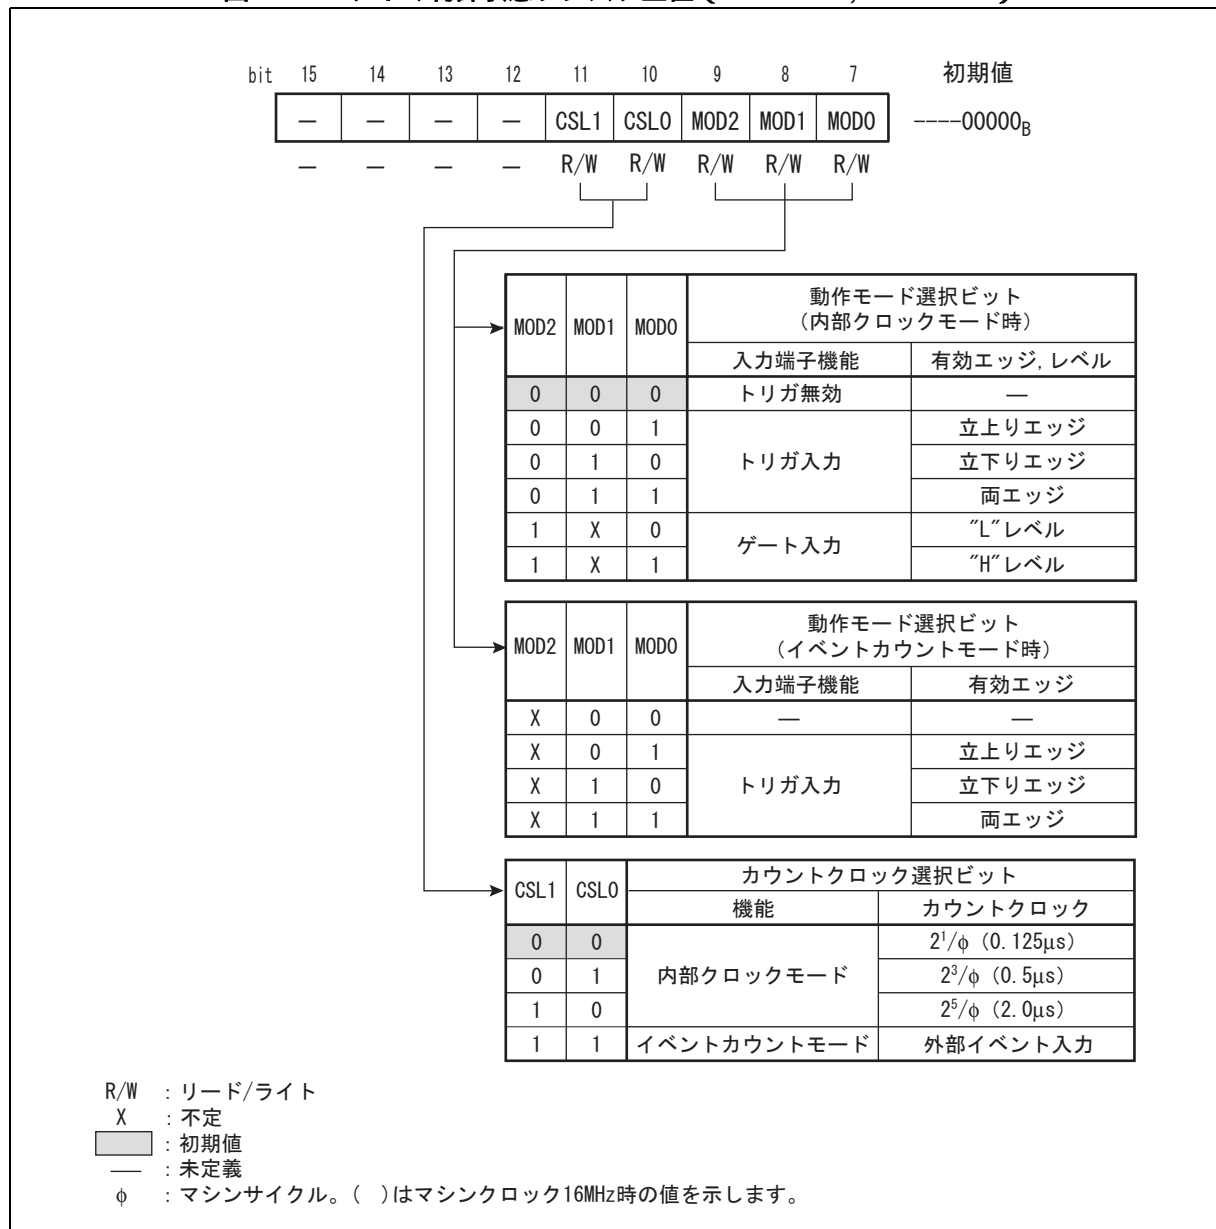 bit 15 14 13 12 11 10 9 8 7 初期値
— — — — CSL1 CSL0 MOD2 MOD1 MOD0 ----00000B
— — — — R/W R/W R/W R/W R/W
MOD2 MOD1 MOD0 動作モード選択ビット
(内部クロックモード時)
入力端子機能 有効エッジ, レベル
0 0 0 トリガ無効 —
0 0 1 立上りエッジ
0 1 0 トリガ入力 立下りエッジ
0 1 1 両エッジ
1 X 0 ゲート入力 "L"レベル
1 X 1 "H"レベル
MOD2 MOD1 MOD0 動作モード選択ビット
(イベントカウントモード時)
入力端子機能 有効エッジ
X 0 0 — —
X 0 1 立上りエッジ
X 1 0 トリガ入力 立下りエッジ
X 1 1 両エッジ
CSL1 CSL0 カウントクロック選択ビット
機能 カウントクロック
0 0 2¹/φ (0.125μs)
0 1 内部クロックモード 2³/φ (0.5μs)
1 0 2⁵/φ (2.0μs)
1 1 イベントカウントモード 外部イベント入力
R/W :リード/ライト
X :不定
:初期値
— :未定義
φ :マシンサイクル。( )はマシンクロック16MHz時の値を示します。